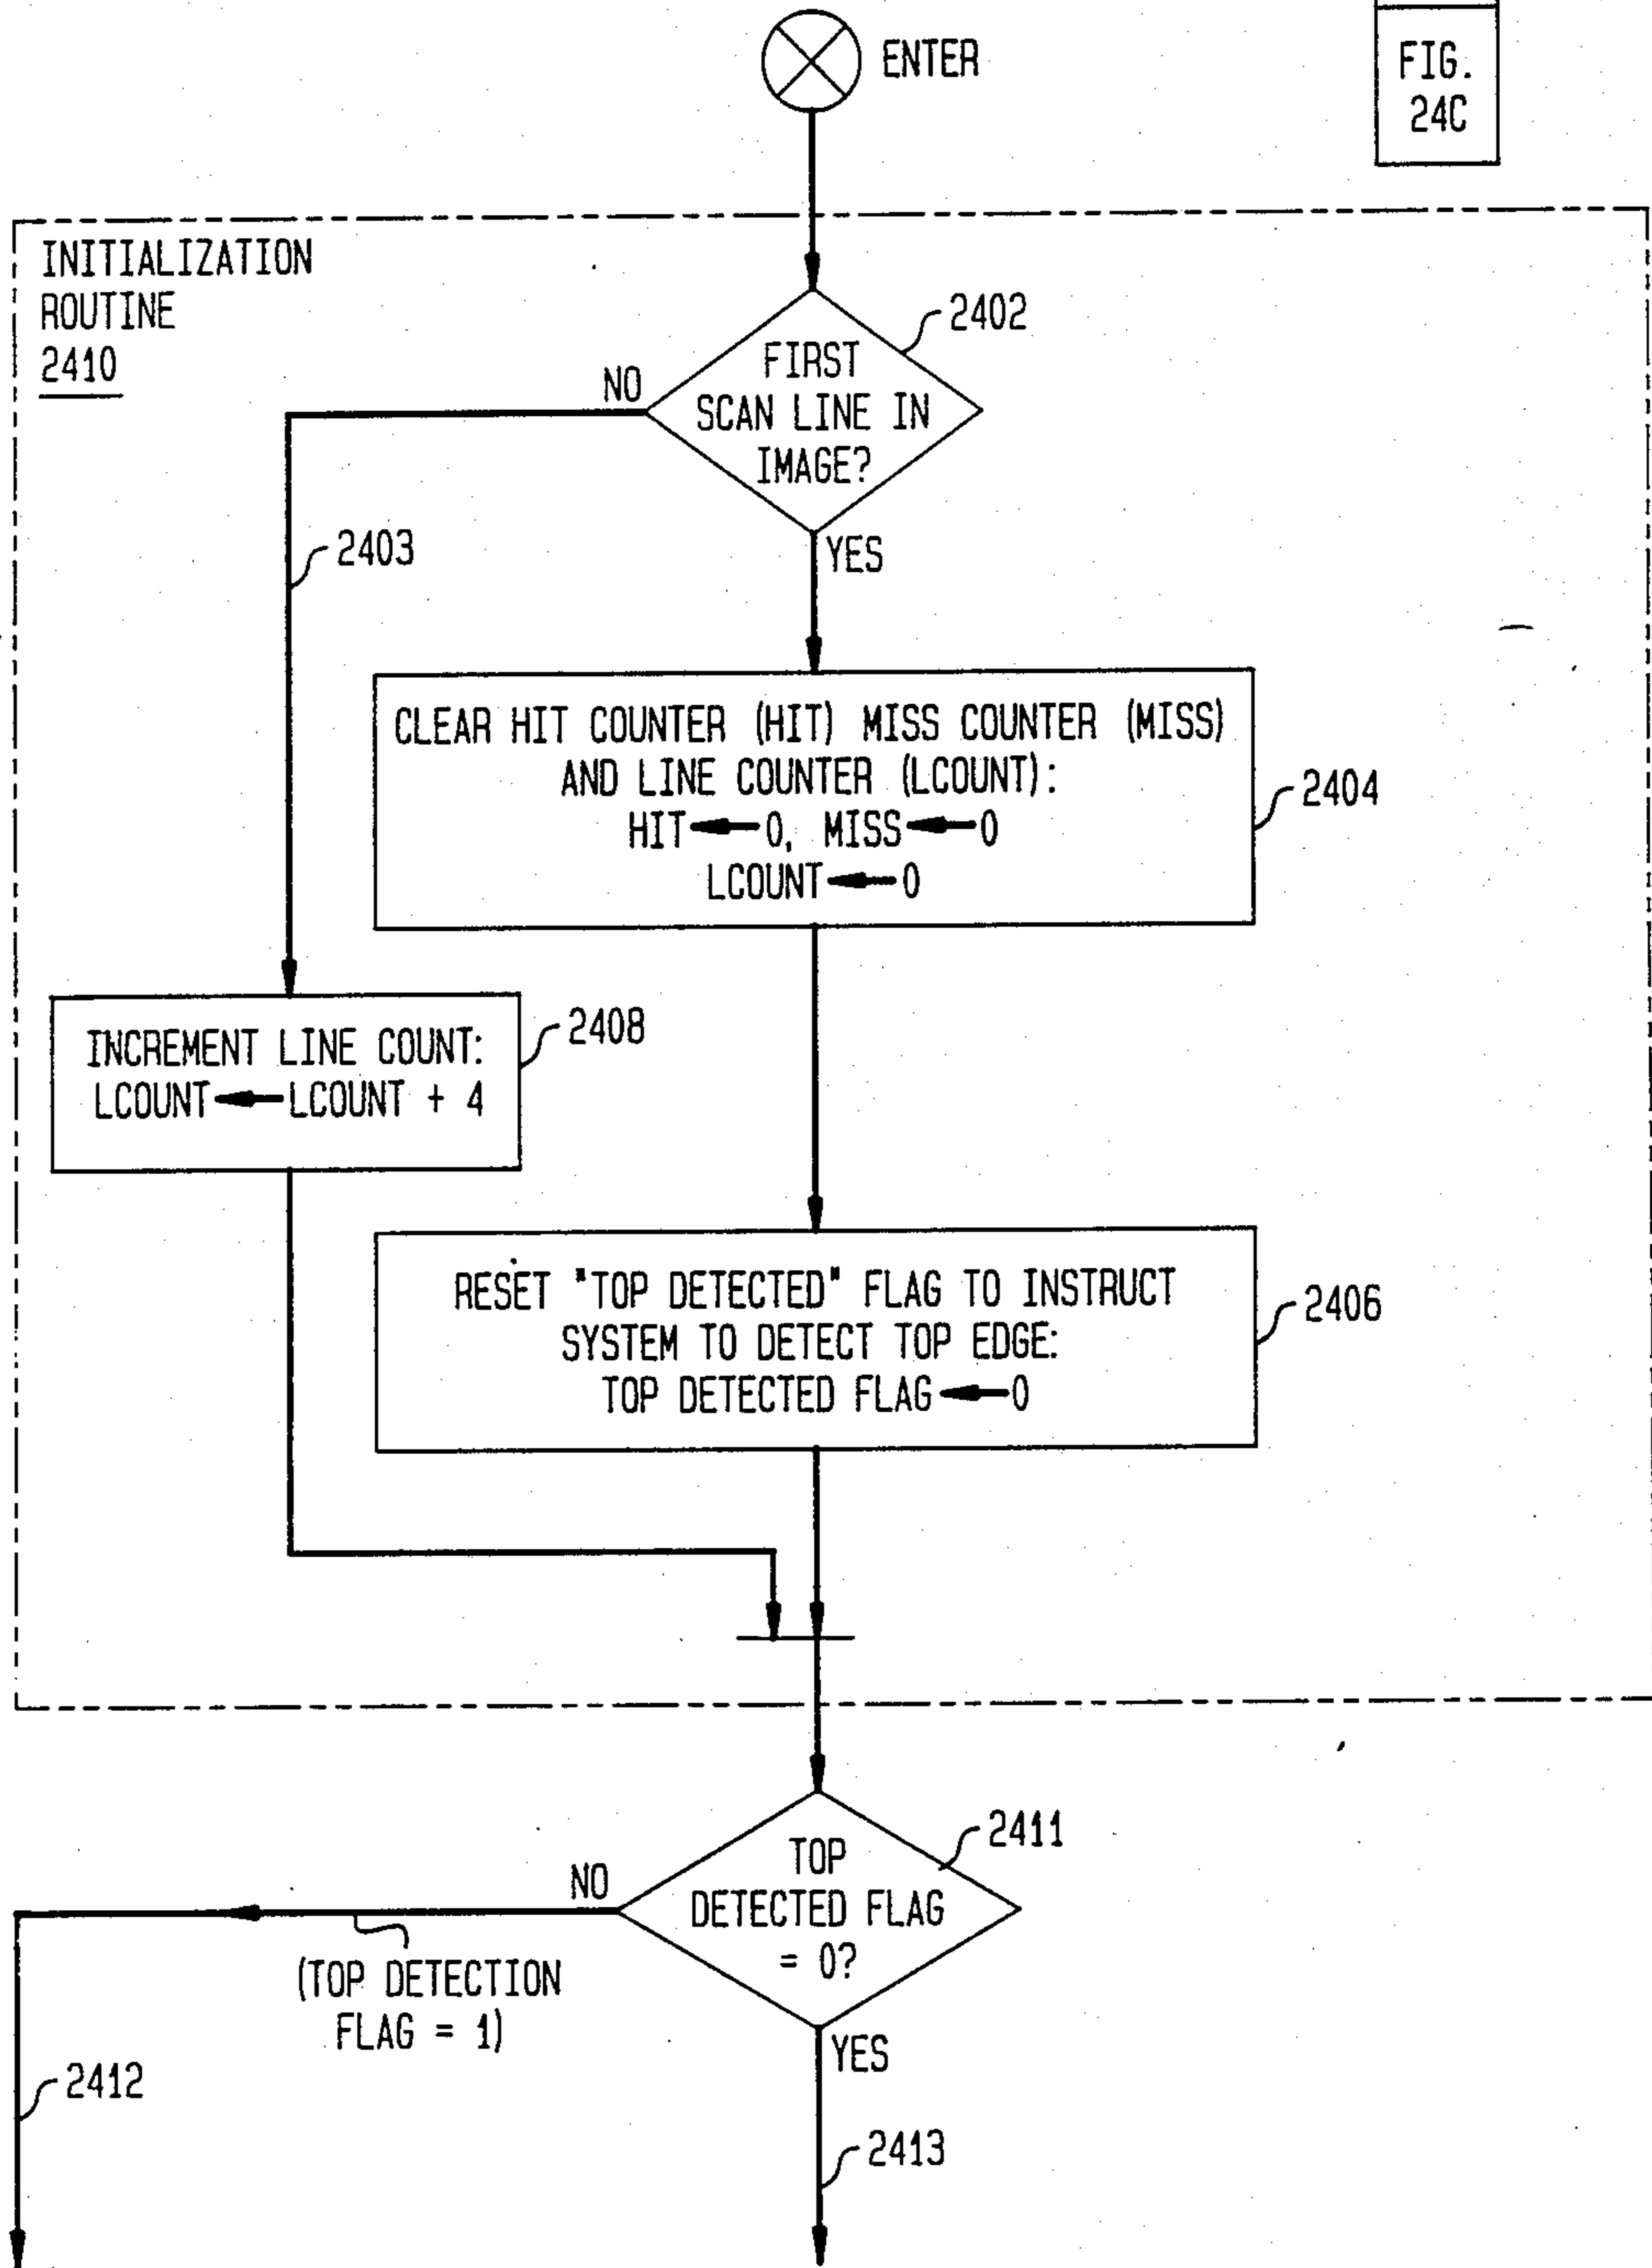 ENTER
FIG.
24C
INITIALIZATION
ROUTINE
2410
2402
FIRST
SCAN LINE IN
IMAGE?
NO
YES
2403
CLEAR HIT COUNTER (HIT) MISS COUNTER (MISS)
AND LINE COUNTER (LCOUNT):
HIT←0, MISS←0
LCOUNT←0
2404
INCREMENT LINE COUNT:
LCOUNT←LCOUNT + 4
2408
RESET "TOP DETECTED" FLAG TO INSTRUCT
SYSTEM TO DETECT TOP EDGE:
TOP DETECTED FLAG←0
2406
2411
TOP
DETECTED FLAG
= 0?
NO
(TOP DETECTION
FLAG = 1)
YES
2412
2413